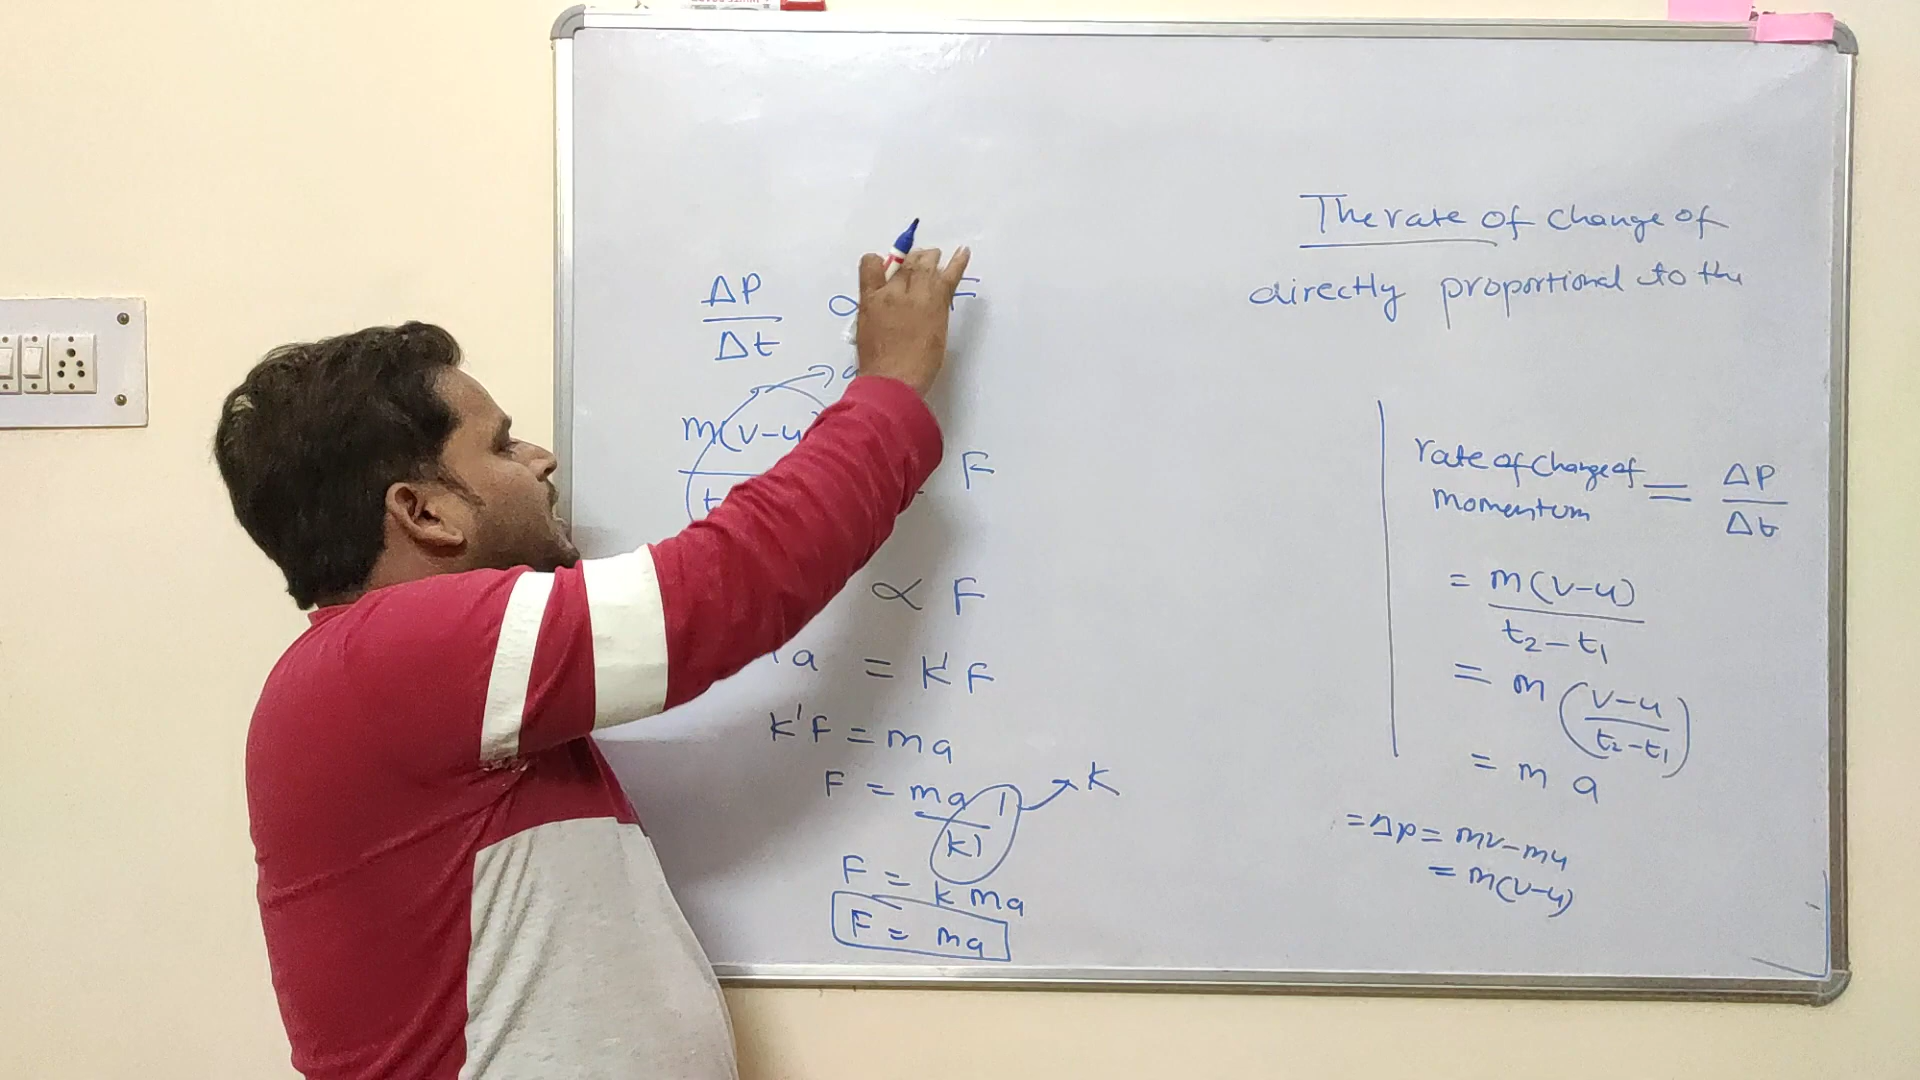 ΔP/Δt ∝ F
m(v-u)
t
F
∝ F
a = k' F
k'F = ma
F = ma 1/k' → k
F = k ma
F = ma
The rate of change of
directly proportional to the
rate of change of momentum = ΔP/Δt
= m(v-u)/t₂-t₁
= m (v-u/t₂-t₁)
= m a
= ΔP = mv-mu
= m(v-u)